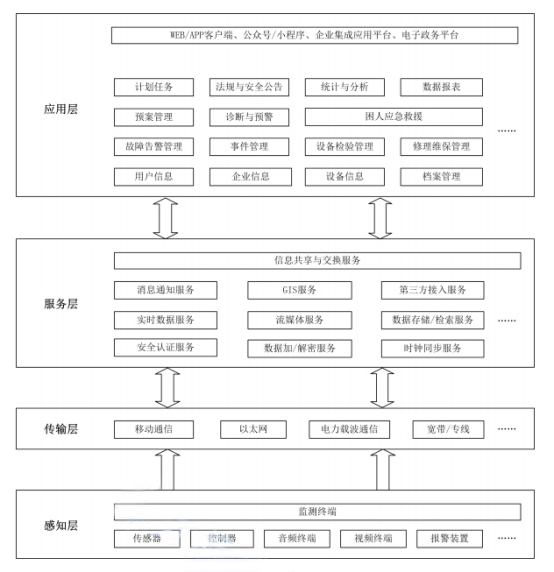 WEB/APP客户端、公众号/小程序、企业集成应用平台、电子政务平台
应用层
计划任务 法规与安全公告 统计与分析 数据报表
预案管理 诊断与预警 困人应急救援
……
故障告警管理 事件管理 设备检验管理 修理维保管理
用户信息 企业信息 设备信息 档案管理
信息共享与交换服务
服务层
消息通知服务 GIS服务 第三方接入服务
实时数据服务 流媒体服务 数据存储/检索服务 ……
安全认证服务 数据加/解密服务 时钟同步服务
传输层 移动通信 以太网 电力载波通信 宽带/专线 ……
监测终端
感知层
传感器 控制器 音频终端 视频终端 报警装置 ……